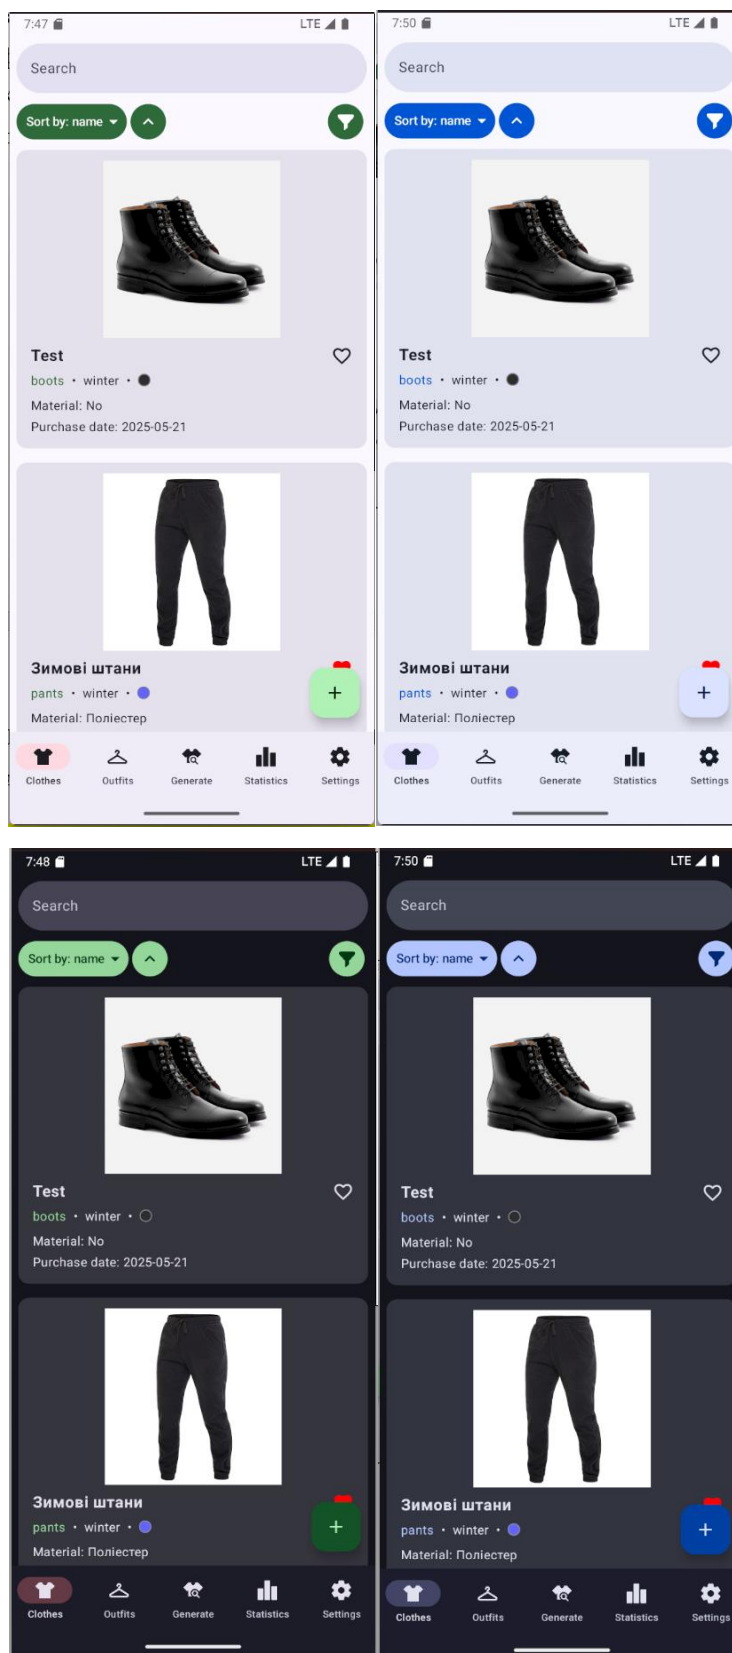 7:47 LTE
Search
Sort by: name
Test
boots • winter •
Material: No
Purchase date: 2025-05-21
Зимові штани
pants • winter •
Material: Поліестер
+
Clothes Outfits Generate Statistics Settings
7:50 LTE
Search
Sort by: name
Test
boots • winter •
Material: No
Purchase date: 2025-05-21
Зимові штани
pants • winter •
Material: Поліестер
+
Clothes Outfits Generate Statistics Settings
7:48 LTE
Search
Sort by: name
Test
boots • winter •
Material: No
Purchase date: 2025-05-21
Зимові штани
pants • winter •
Material: Поліестер
+
Clothes Outfits Generate Statistics Settings
7:50 LTE
Search
Sort by: name
Test
boots • winter •
Material: No
Purchase date: 2025-05-21
Зимові штани
pants • winter •
Material: Поліестер
+
Clothes Outfits Generate Statistics Settings